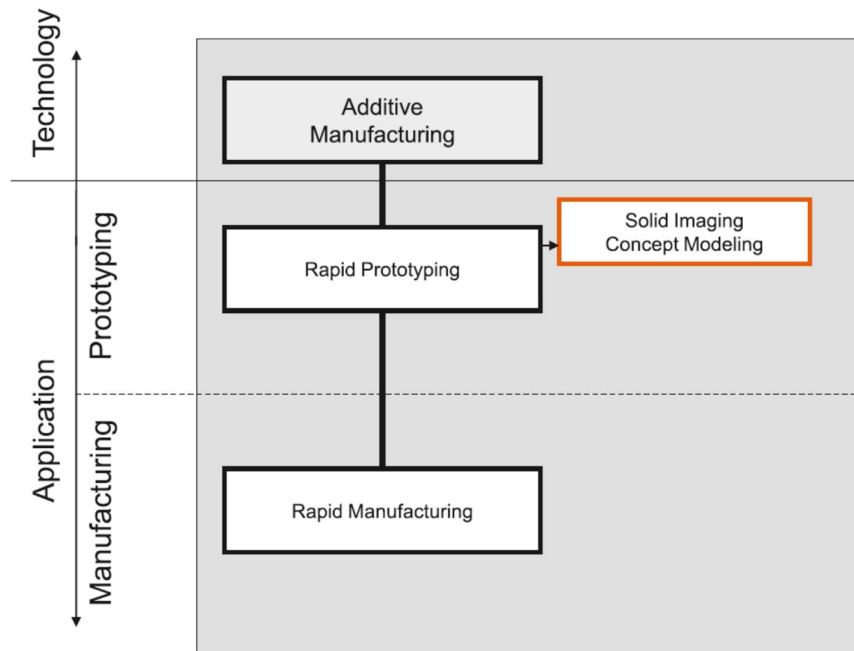 Technology
Application
Prototyping
Manufacturing
Additive
Manufacturing
Rapid Prototyping
Solid Imaging
Concept Modeling
Rapid Manufacturing